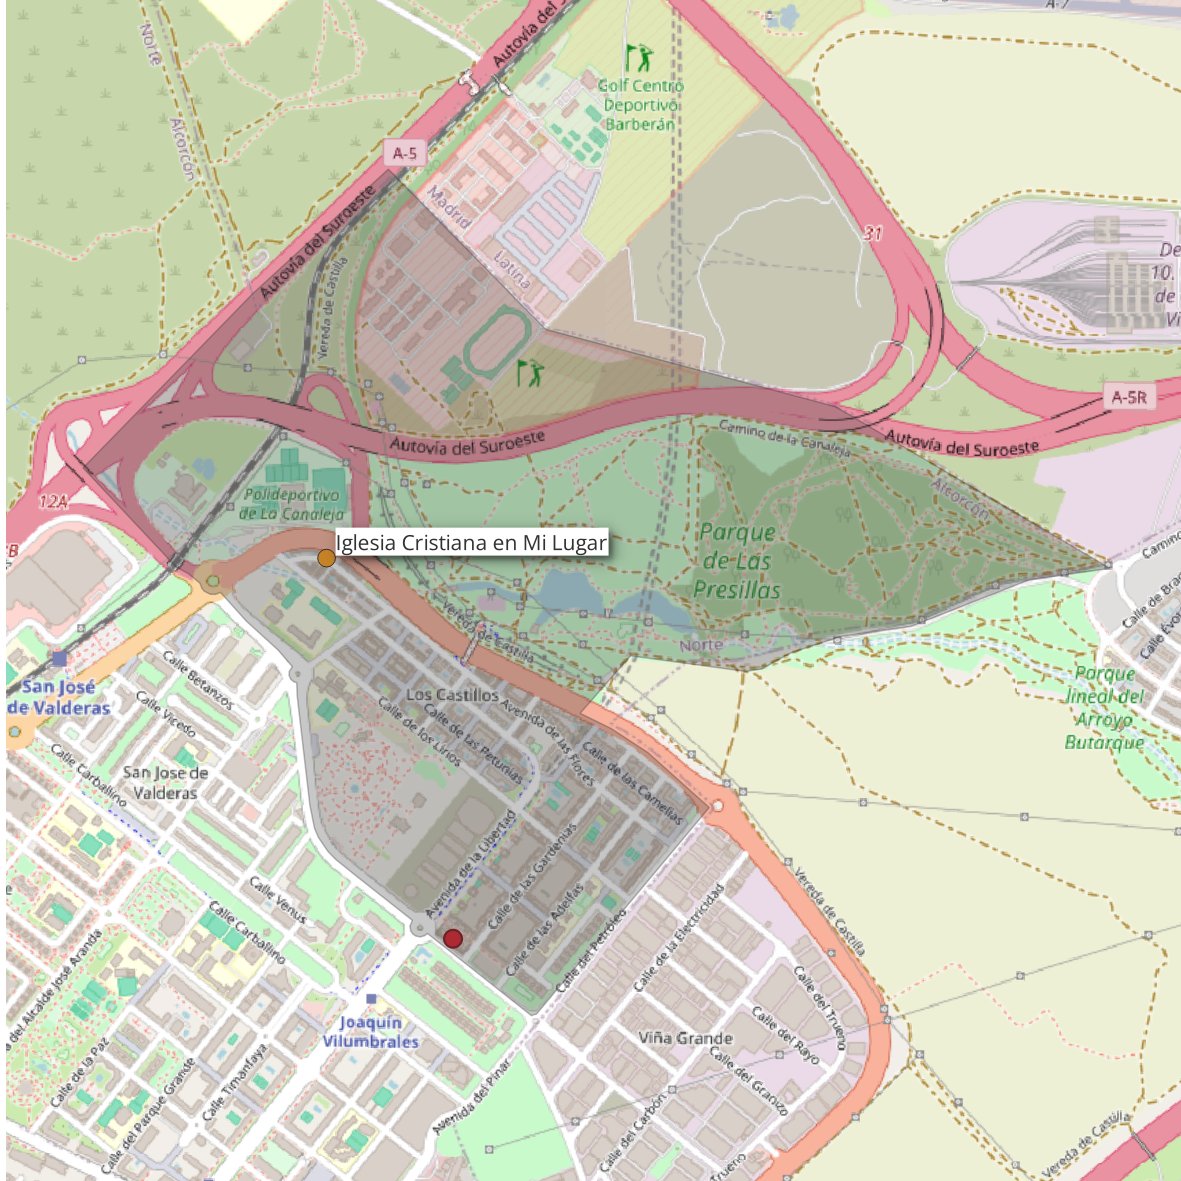 Autovía del S
A-7
Norte
Golf Centro
Deportivo
Barberán
Alcorcón
A-5
Madrid
Autovía del Suroeste
31
Latina
Vereda de Castilla
De
10.
de
Vi
A-5R
Autovía del Suroeste
Camino de la Canaleja
Autovía del Suroeste
Alcorcón
12A
Polideportivo
de La Canaleja
Parque
de Las
Presillas
Iglesia Cristiana en Mi Lugar
B
Camino
Calle de Bra
Calle Évor
Vereda de Castilla
Norte
San José
de Valderas
Calle Betanzos
Calle Vicedo
Los Castillos
Avenida de las Flores
Calle de las Petunias
Calle de los Lirios
Parque
lineal del
Arroyo
Butarque
Calle Carballino
San Jose de
Valderas
Calle de las Camelias
Avenida de la Libertad
Calle de las Gardenias
Calle de las Adelfas
Calle Venus
Calle Carballino
Calle del Petróleo
Calle de la Electricidad
Vereda de Castilla
a del Alcalde José Aranda
Joaquín
Vilumbrales
Calle del Trueno
Viña Grande
Calle del Rayo
Calle de la Paz
Calle Timanfaya
Calle del Granizo
Avenida del Pinar
Calle del Parque Grande
Calle del Carbón
Trueno
Vereda de Castilla